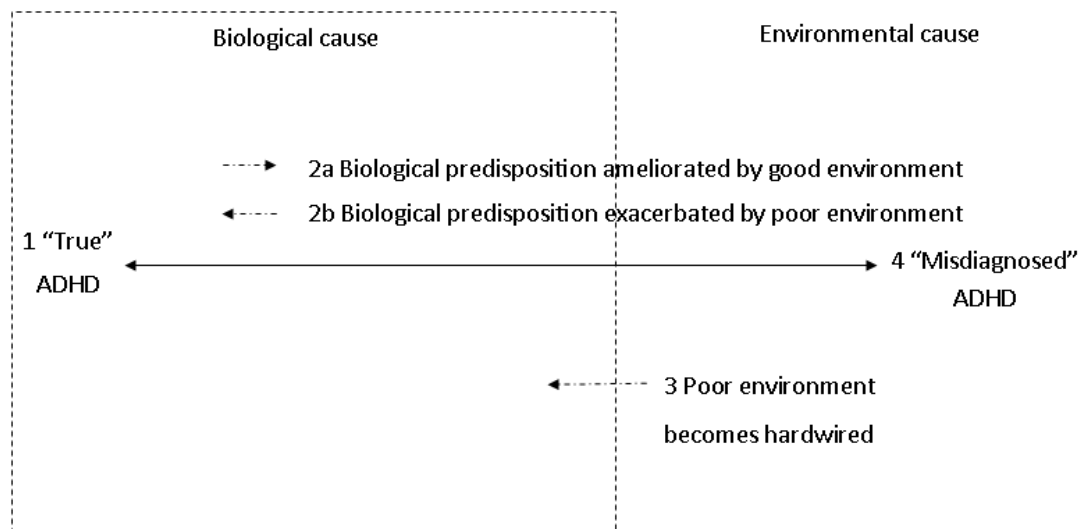 Biological cause
Environmental cause
2a Biological predisposition ameliorated by good environment
2b Biological predisposition exacerbated by poor environment
1 “True”
ADHD
4 “Misdiagnosed”
ADHD
3 Poor environment
becomes hardwired